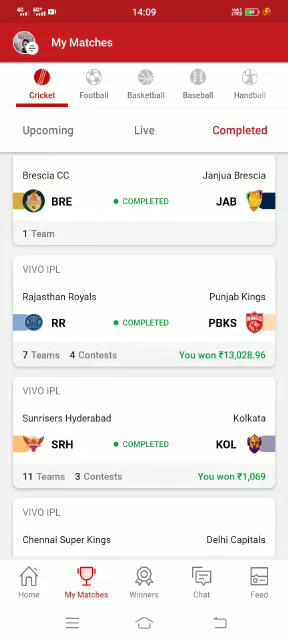 4G 4G 14:09
My Matches
Cricket Football Basketball Baseball Handball
Upcoming Live Completed
Brescia CC Janjua Brescia
BRE COMPLETED JAB
1 Team
VIVO IPL
Rajasthan Royals Punjab Kings
RR COMPLETED PBKS
7 Teams 4 Contests You won ₹13,028.96
VIVO IPL
Sunrisers Hyderabad Kolkata
SRH COMPLETED KOL
11 Teams 3 Contests You won ₹1,069
VIVO IPL
Chennai Super Kings Delhi Capitals
Home My Matches Winners Chat Feed